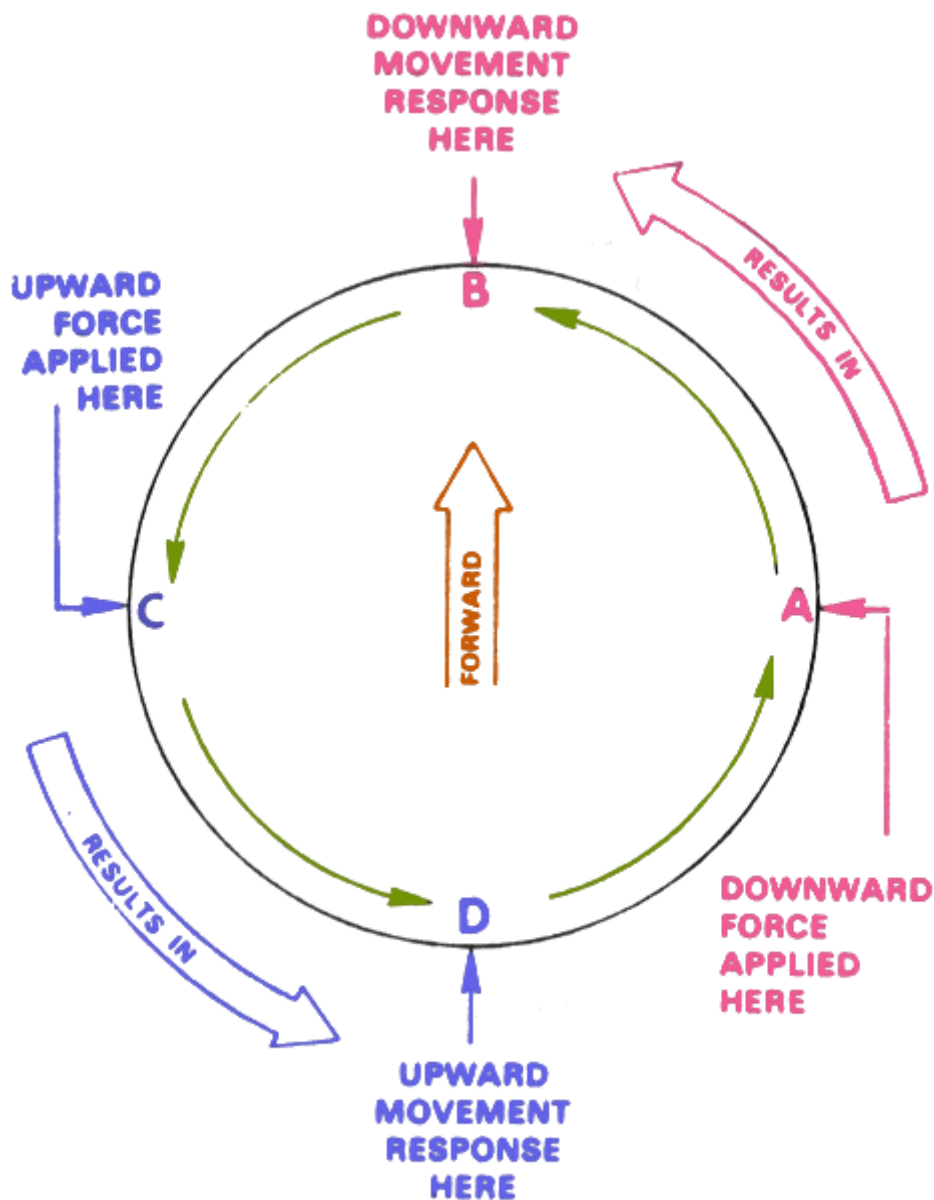 DOWNWARD
MOVEMENT
RESPONSE
HERE
RESULTS IN
B
UPWARD
FORCE
APPLIED
HERE
FORWARD
C
A
RESULTS IN
D
DOWNWARD
FORCE
APPLIED
HERE
UPWARD
MOVEMENT
RESPONSE
HERE